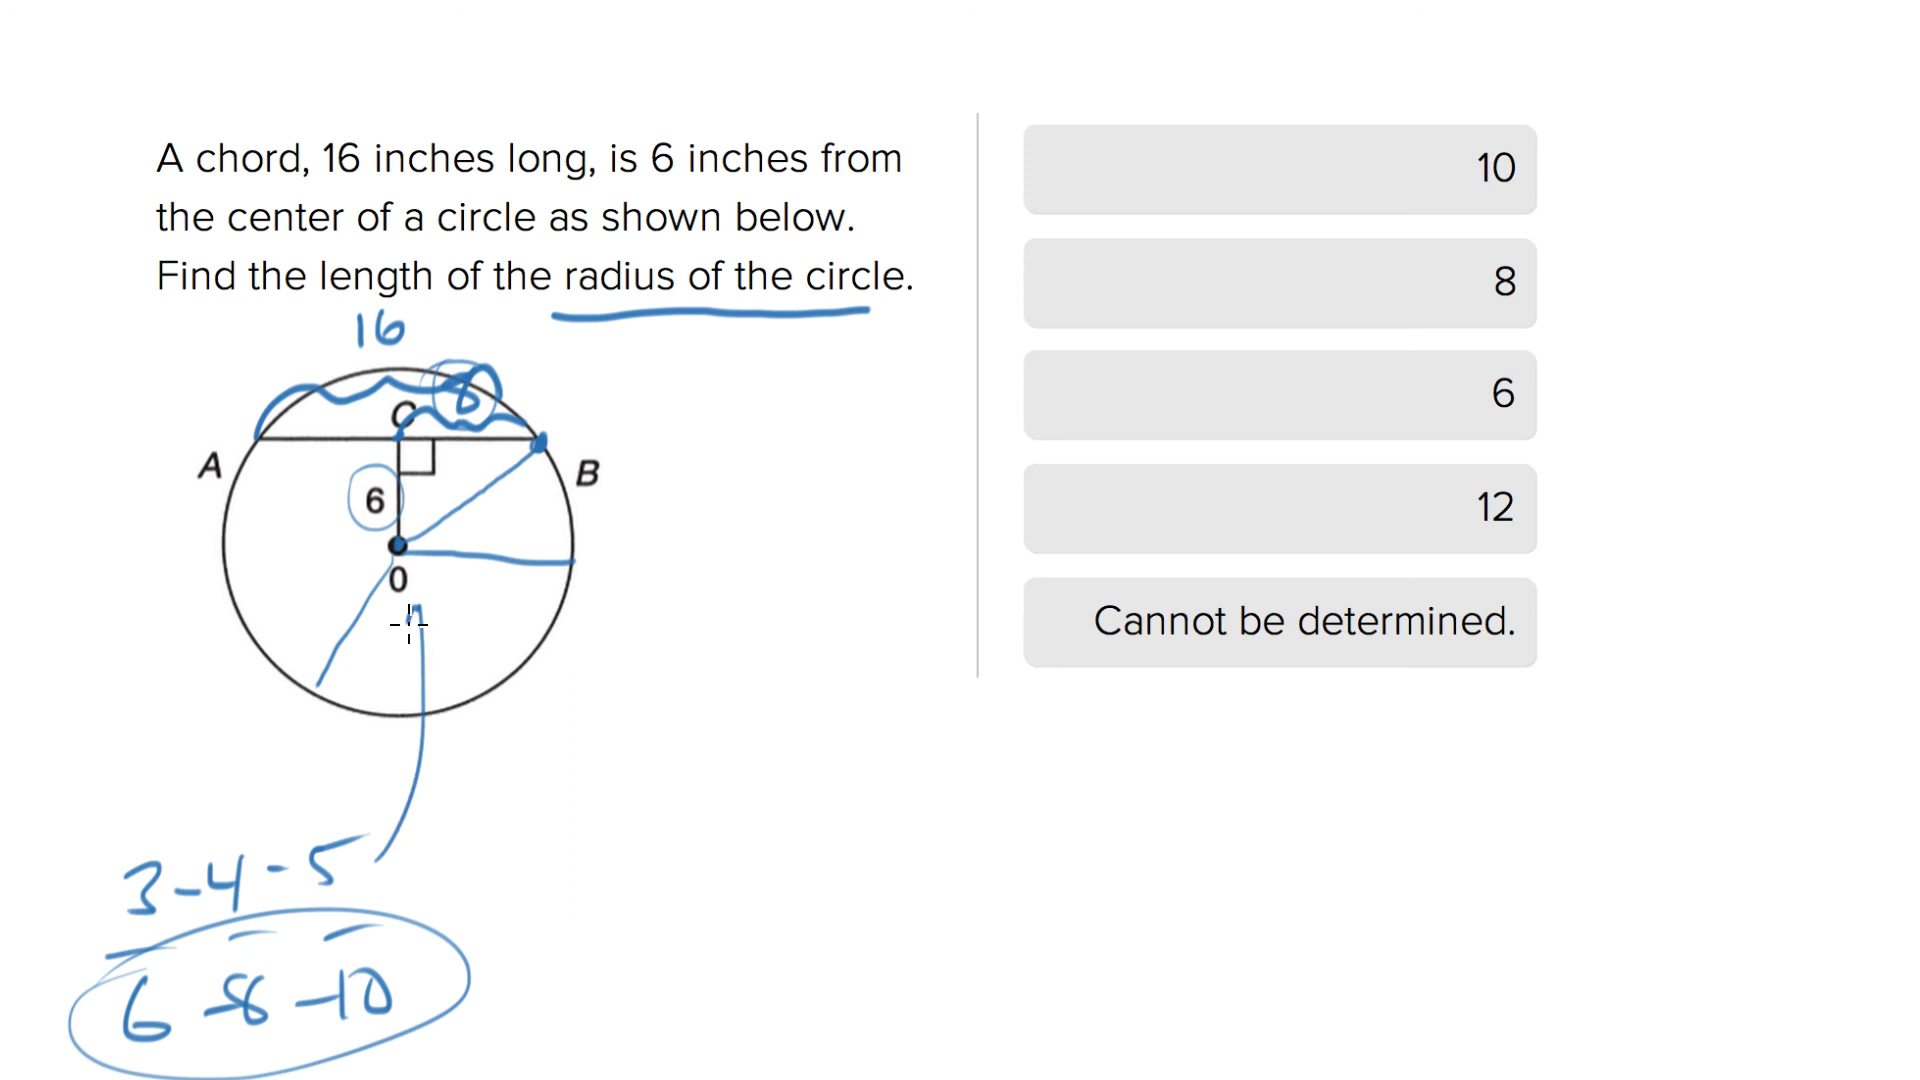 A chord, 16 inches long, is 6 inches from
the center of a circle as shown below.
Find the length of the radius of the circle.
16
8
C
A
B
6
0
3-4-5
6-8-10
10
8
6
12
Cannot be determined.